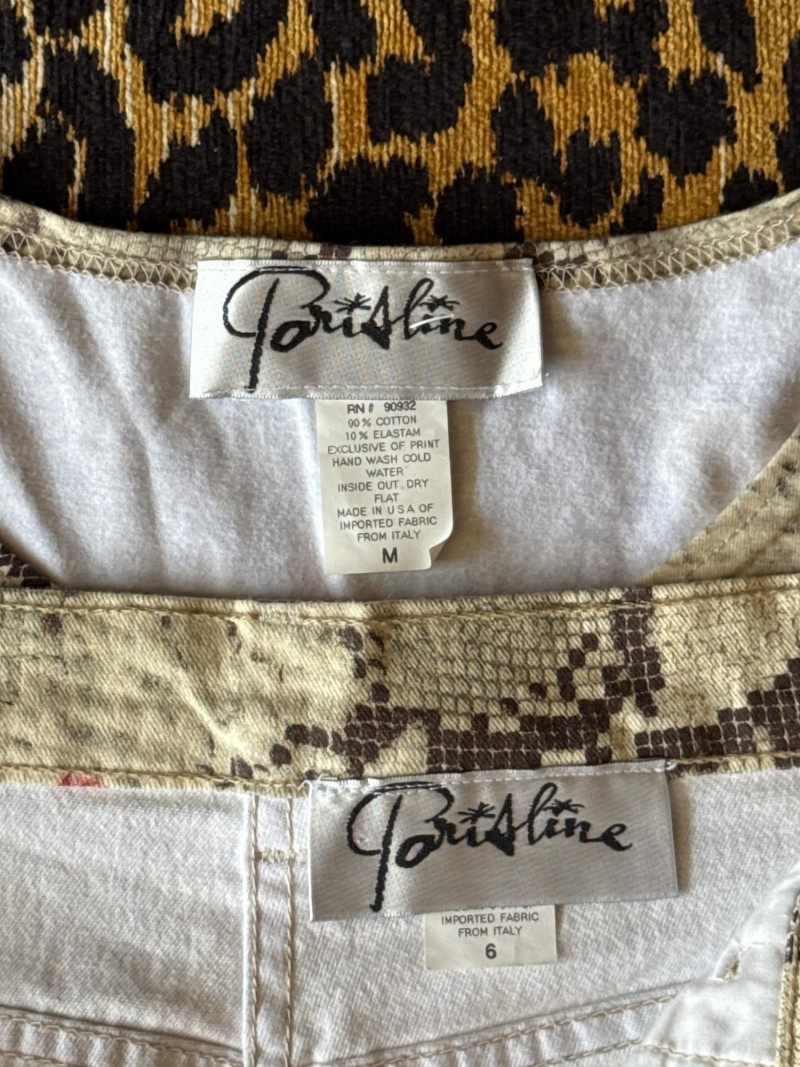 Parisline
RN # 90932
90% COTTON
10% ELASTAM
EXCLUSIVE OF PRINT
HAND WASH COLD
WATER
INSIDE OUT. DRY
FLAT
MADE IN USA OF
IMPORTED FABRIC
FROM ITALY
M
Parisline
IMPORTED FABRIC
FROM ITALY
6